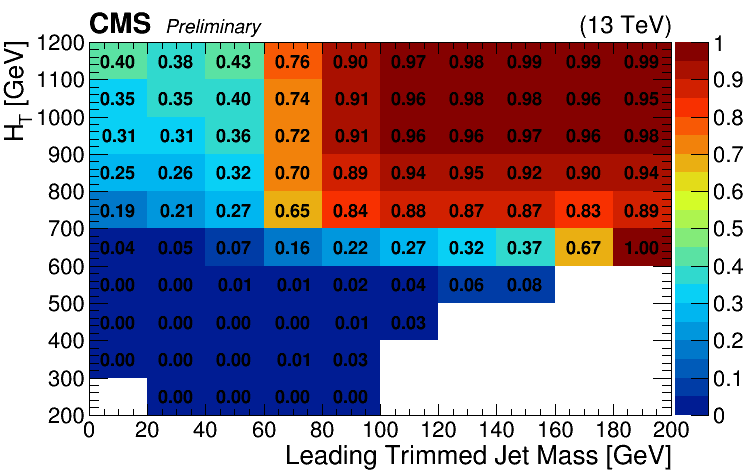 CMS Preliminary (13 TeV)
1200 0.40 0.38 0.43 0.76 0.90 0.97 0.98 0.99 0.99 0.99 1
1100 0.35 0.35 0.40 0.74 0.91 0.96 0.98 0.98 0.96 0.95 0.9
1000 0.31 0.31 0.36 0.72 0.91 0.96 0.96 0.97 0.96 0.98 0.8
900 0.25 0.26 0.32 0.70 0.89 0.94 0.95 0.92 0.90 0.94 0.7
800 0.19 0.21 0.27 0.65 0.84 0.88 0.87 0.87 0.83 0.89 0.6
700 0.04 0.05 0.07 0.16 0.22 0.27 0.32 0.37 0.67 1.00 0.5
600 0.00 0.00 0.01 0.01 0.02 0.04 0.06 0.08 0.4
500 0.00 0.00 0.00 0.00 0.01 0.03 0.3
400 0.00 0.00 0.00 0.01 0.03 0.2
300 0.00 0.00 0.00 0.00 0.1
200 0
0 20 40 60 80 100 120 140 160 180 200
Leading Trimmed Jet Mass [GeV]
H_T [GeV]